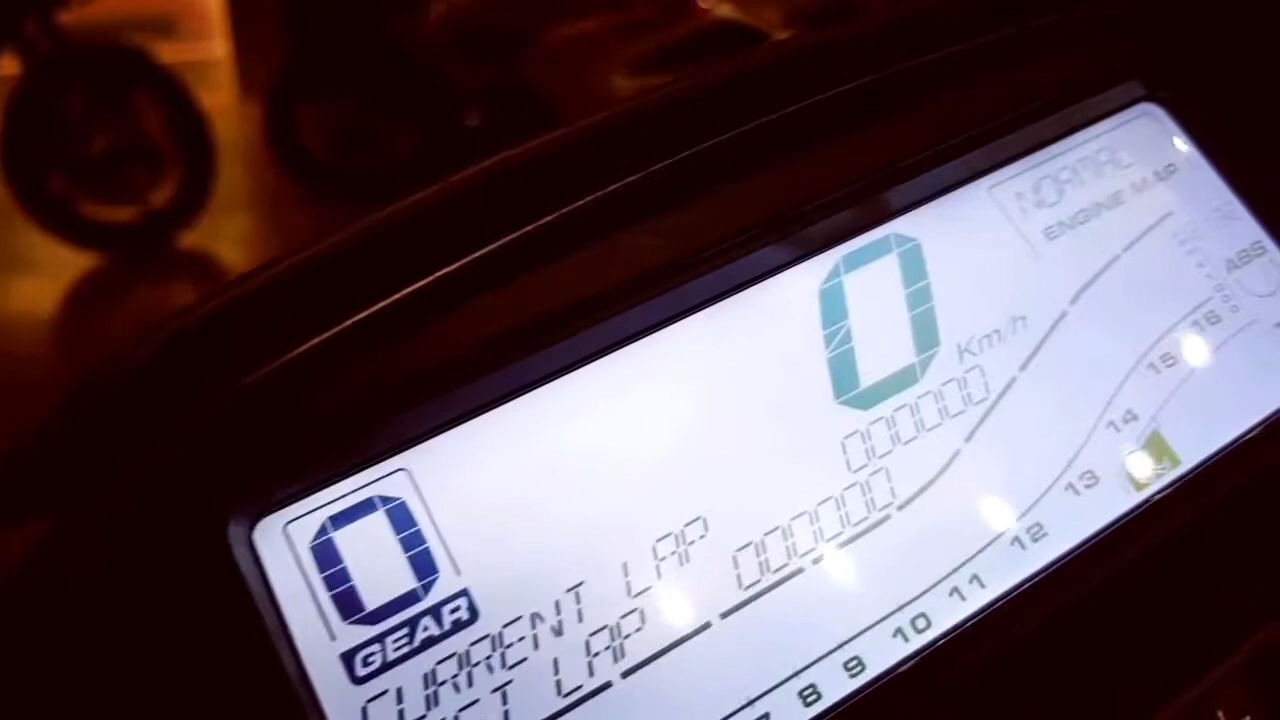 NORMAL
ENGINE MAP
ABS
0
Km/h
000000
000000
0
GEAR
CURRENT LAP
LAP
8 9 10 11 12 13 14 15 16